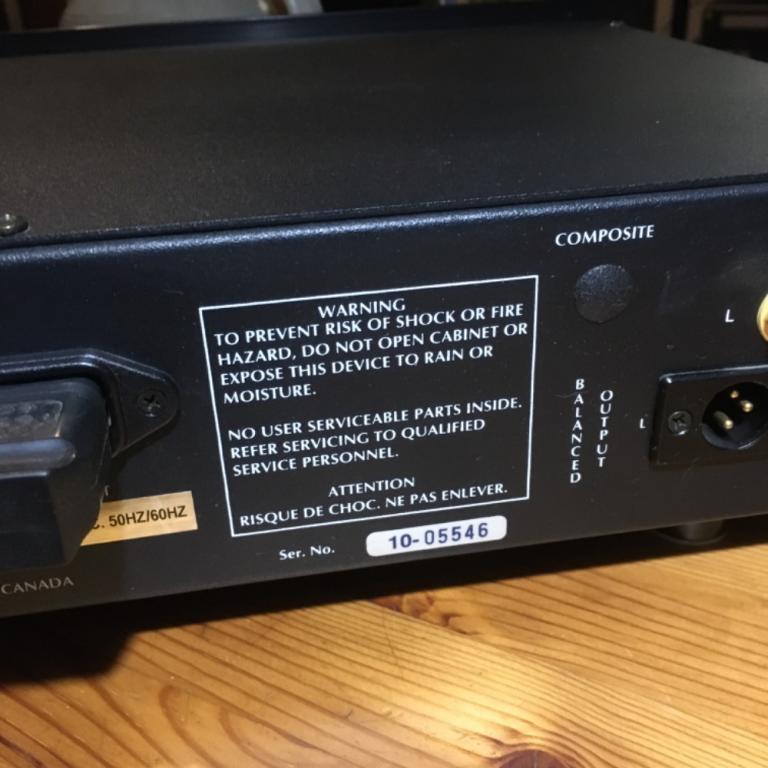 COMPOSITE
L
WARNING
TO PREVENT RISK OF SHOCK OR FIRE
HAZARD, DO NOT OPEN CABINET OR
EXPOSE THIS DEVICE TO RAIN OR
MOISTURE.
NO USER SERVICEABLE PARTS INSIDE.
REFER SERVICING TO QUALIFIED
SERVICE PERSONNEL.
ATTENTION
RISQUE DE CHOC. NE PAS ENLEVER.
BALANCED
OUTPUT
L
50HZ/60HZ
Ser. No.
10-05546
CANADA